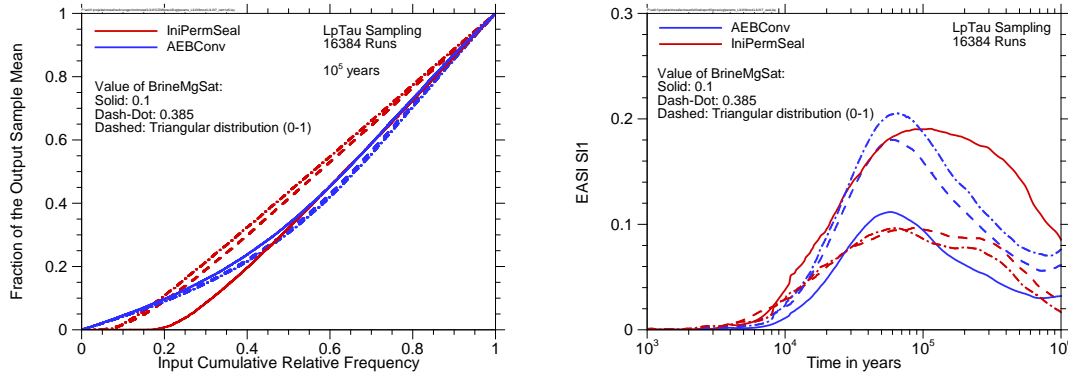 IniPermSeal
AEBConv
LpTau Sampling
16384 Runs
10⁵ years
Value of BrineMgSat:
Solid: 0.1
Dash-Dot: 0.385
Dashed: Triangular distribution (0-1)
Fraction of the Output Sample Mean
1
0.8
0.6
0.4
0.2
0
0 0.2 0.4 0.6 0.8 1
Input Cumulative Relative Frequency
AEBConv
IniPermSeal
LpTau Sampling
16384 Runs
Value of BrineMgSat:
Solid: 0.1
Dash-Dot: 0.385
Dashed: Triangular distribution (0-1)
EASI SI1
0.3
0.2
0.1
0
10³ 10⁴ 10⁵
Time in years